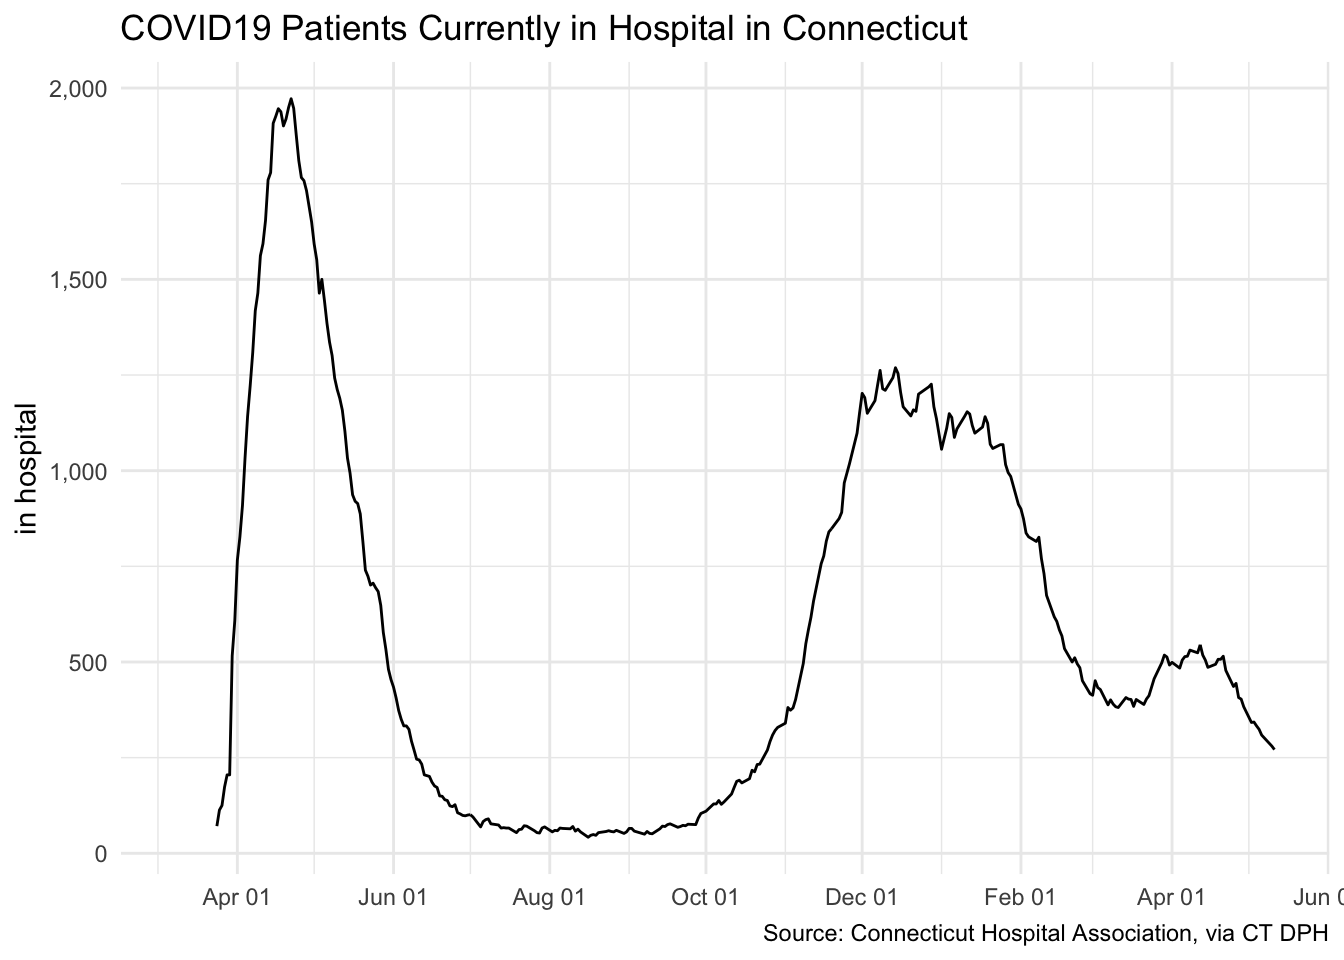 COVID19 Patients Currently in Hospital in Connecticut
2,000
1,500
1,000
500
0
in hospital
Apr 01
Jun 01
Aug 01
Oct 01
Dec 01
Feb 01
Apr 01
Jun 0
Source: Connecticut Hospital Association, via CT DPH